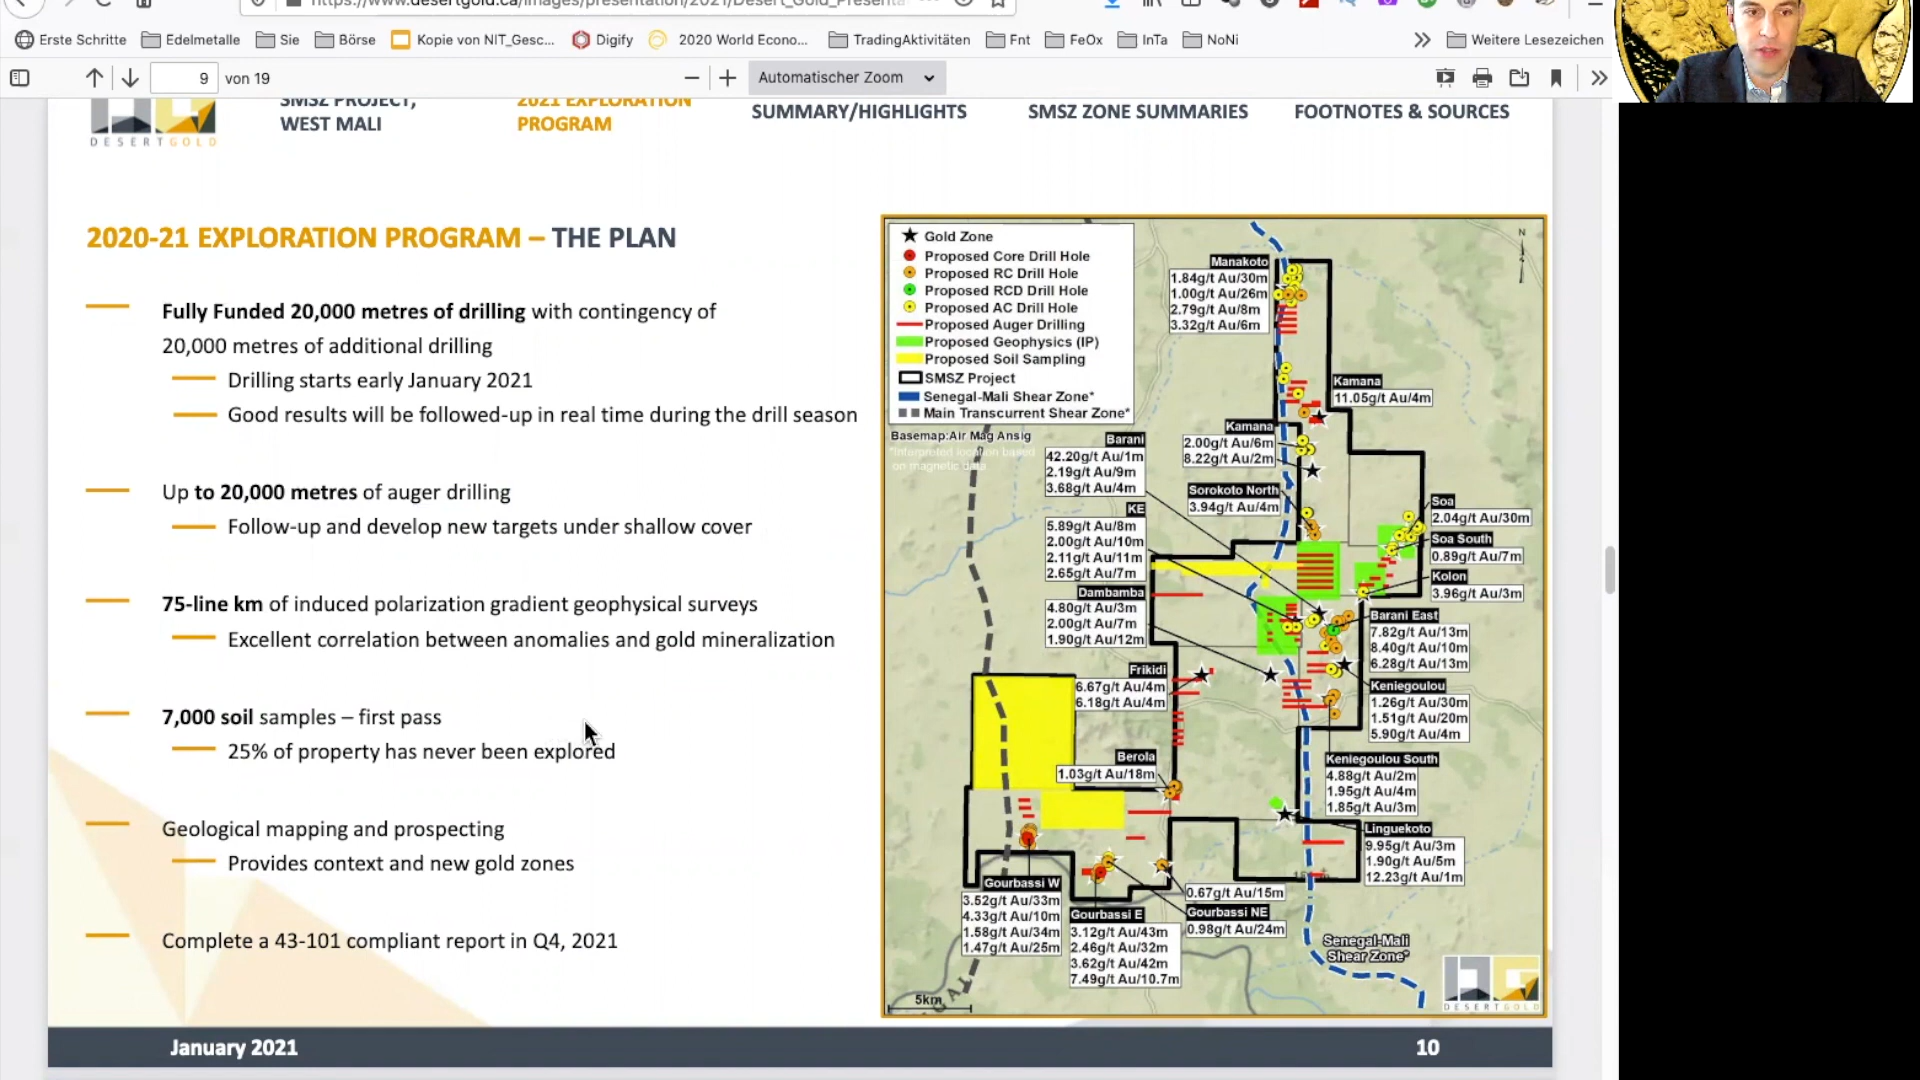 https://www.desertgold.ca/images/presentation/2021/Desert_Gold_Presenta
Erste Schritte
Edelmetalle
Sie
Börse
Kopie von NIT_Gesc...
Digify
2020 World Econo...
TradingAktivitäten
Fnt
FeOx
InTa
NoNi
Weitere Lesezeichen
9 von 19
Automatischer Zoom
DESERTGOLD
SMSZ PROJECT,
WEST MALI
2021 EXPLORATION
PROGRAM
SUMMARY/HIGHLIGHTS
SMSZ ZONE SUMMARIES
FOOTNOTES & SOURCES
2020-21 EXPLORATION PROGRAM – THE PLAN
Fully Funded 20,000 metres of drilling with contingency of
20,000 metres of additional drilling
Drilling starts early January 2021
Good results will be followed-up in real time during the drill season
Up to 20,000 metres of auger drilling
Follow-up and develop new targets under shallow cover
75-line km of induced polarization gradient geophysical surveys
Excellent correlation between anomalies and gold mineralization
7,000 soil samples – first pass
25% of property has never been explored
Geological mapping and prospecting
Provides context and new gold zones
Complete a 43-101 compliant report in Q4, 2021
Gold Zone
Proposed Core Drill Hole
Proposed RC Drill Hole
Proposed RCD Drill Hole
Proposed AC Drill Hole
Proposed Auger Drilling
Proposed Geophysics (IP)
Proposed Soil Sampling
SMSZ Project
Senegal-Mali Shear Zone*
Main Transcurrent Shear Zone*
Basemap:Air Mag Ansig
*Interpreted location based
on magnetic data
N
Manakoto
1.84g/t Au/30m
1.00g/t Au/26m
2.79g/t Au/8m
3.32g/t Au/6m
Kamana
11.05g/t Au/4m
Kamana
2.00g/t Au/6m
8.22g/t Au/2m
Barani
42.20g/t Au/1m
2.19g/t Au/9m
3.68g/t Au/4m
Sorokoto North
3.94g/t Au/4m
KE
5.89g/t Au/8m
2.00g/t Au/10m
2.11g/t Au/11m
2.65g/t Au/7m
Soa
2.04g/t Au/30m
Soa South
0.89g/t Au/7m
Kolon
3.96g/t Au/3m
Dambamba
4.80g/t Au/3m
2.00g/t Au/7m
1.90g/t Au/12m
Barani East
7.82g/t Au/13m
8.40g/t Au/10m
6.28g/t Au/13m
Frikidi
6.67g/t Au/4m
6.18g/t Au/4m
Keniegoulou
1.26g/t Au/30m
1.51g/t Au/20m
5.90g/t Au/4m
Berola
1.03g/t Au/18m
Keniegoulou South
4.88g/t Au/2m
1.95g/t Au/4m
1.85g/t Au/3m
Linguekoto
9.95g/t Au/3m
1.90g/t Au/5m
12.23g/t Au/1m
Gourbassi W
3.52g/t Au/33m
4.33g/t Au/10m
1.58g/t Au/34m
1.47g/t Au/25m
Gourbassi E
3.12g/t Au/43m
2.46g/t Au/32m
3.62g/t Au/42m
7.49g/t Au/10.7m
0.67g/t Au/15m
Gourbassi NE
0.98g/t Au/24m
Senegal-Mali
Shear Zone*
5km
DESERTGOLD
January 2021
10